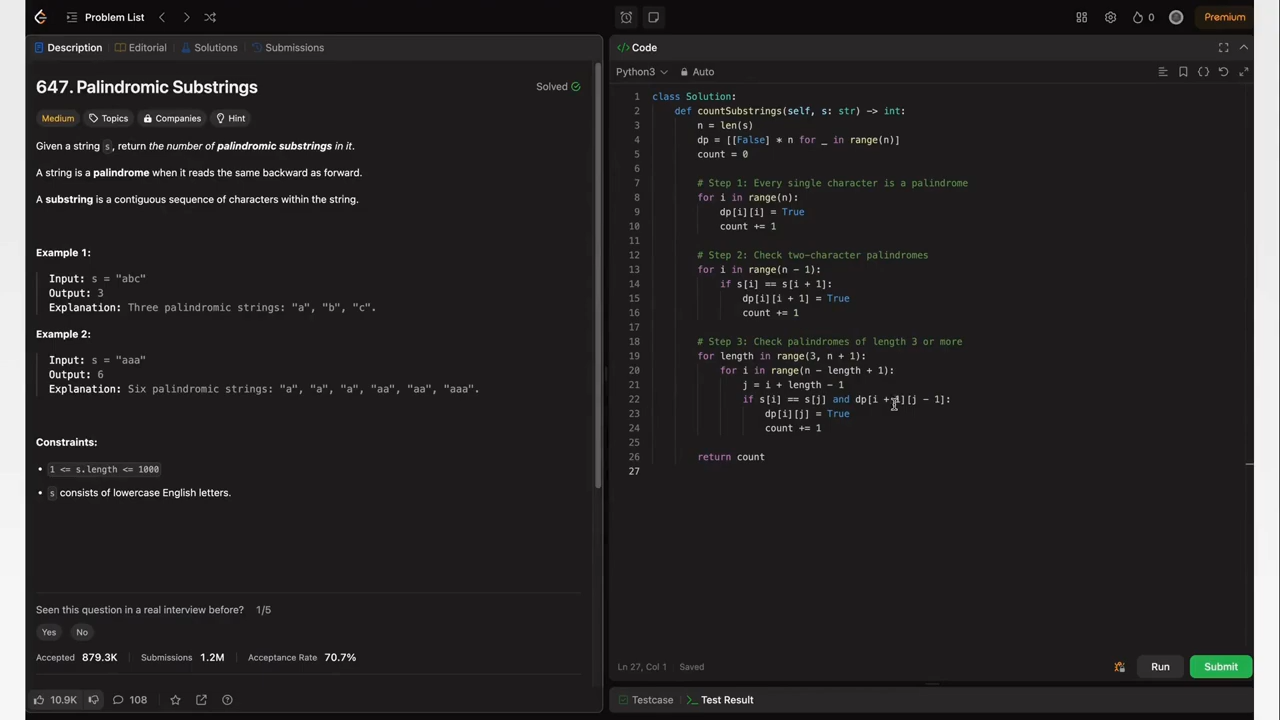 Problem List
0
Premium
Description
Editorial
Solutions
Submissions
647. Palindromic Substrings
Solved
Medium
Topics
Companies
Hint
Given a string s, return the number of palindromic substrings in it.
A string is a palindrome when it reads the same backward as forward.
A substring is a contiguous sequence of characters within the string.
Example 1:
Input: s = "abc"
Output: 3
Explanation: Three palindromic strings: "a", "b", "c".
Example 2:
Input: s = "aaa"
Output: 6
Explanation: Six palindromic strings: "a", "a", "a", "aa", "aa", "aaa".
Constraints:
• 1 <= s.length <= 1000
• s consists of lowercase English letters.
Seen this question in a real interview before? 1/5
Yes
No
Accepted 879.3K
Submissions 1.2M
Acceptance Rate 70.7%
10.9K
108
</> Code
Python3
Auto
1 class Solution:
2 def countSubstrings(self, s: str) -> int:
3 n = len(s)
4 dp = [[False] * n for _ in range(n)]
5 count = 0
6
7 # Step 1: Every single character is a palindrome
8 for i in range(n):
9 dp[i][i] = True
10 count += 1
11
12 # Step 2: Check two-character palindromes
13 for i in range(n - 1):
14 if s[i] == s[i + 1]:
15 dp[i][i + 1] = True
16 count += 1
17
18 # Step 3: Check palindromes of length 3 or more
19 for length in range(3, n + 1):
20 for i in range(n - length + 1):
21 j = i + length - 1
22 if s[i] == s[j] and dp[i + 1][j - 1]:
23 dp[i][j] = True
24 count += 1
25
26 return count
27
Ln 27, Col 1
Saved
Run
Submit
Testcase
Test Result